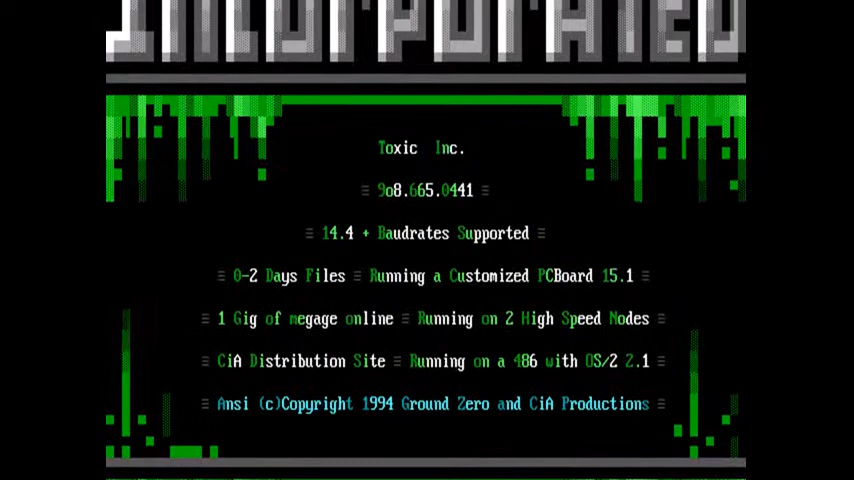 INCORPORATED
Toxic Inc.
≡ 9o8.665.0441 ≡
≡ 14.4 + Baudrates Supported ≡
≡ 0-2 Days Files ≡ Running a Customized PCBoard 15.1 ≡
≡ 1 Gig of megage online ≡ Running on 2 High Speed Nodes ≡
≡ CiA Distribution Site ≡ Running on a 486 with OS/2 2.1 ≡
≡ Ansi (c)Copyright 1994 Ground Zero and CiA Productions ≡